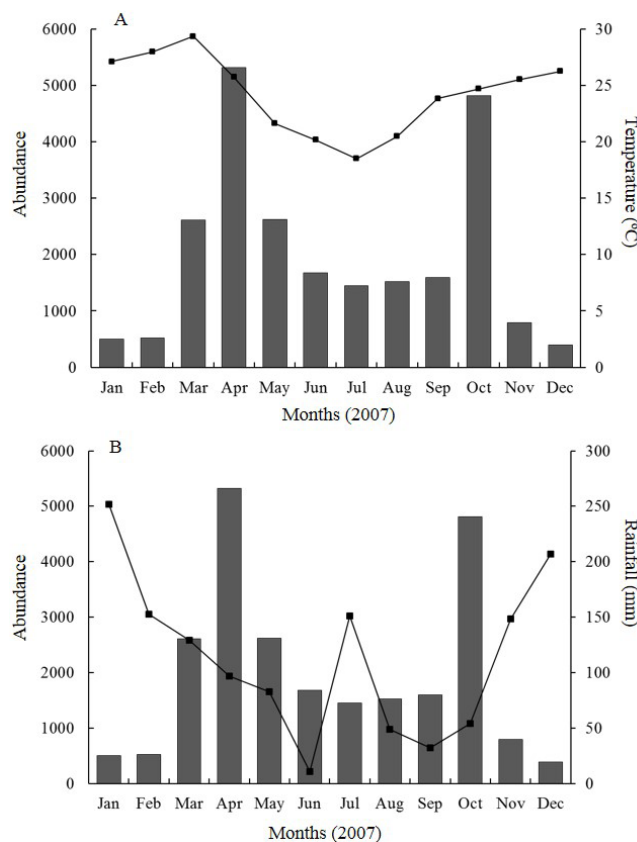 A
6000
5000
4000
3000
2000
1000
0
Abundance
30
25
20
15
10
5
0
Temperature (°C)
Jan Feb Mar Apr May Jun Jul Aug Sep Oct Nov Dec
Months (2007)
B
6000
5000
4000
3000
2000
1000
0
Abundance
300
250
200
150
100
50
0
Rainfall (mm)
Jan Feb Mar Apr May Jun Jul Aug Sep Oct Nov Dec
Months (2007)